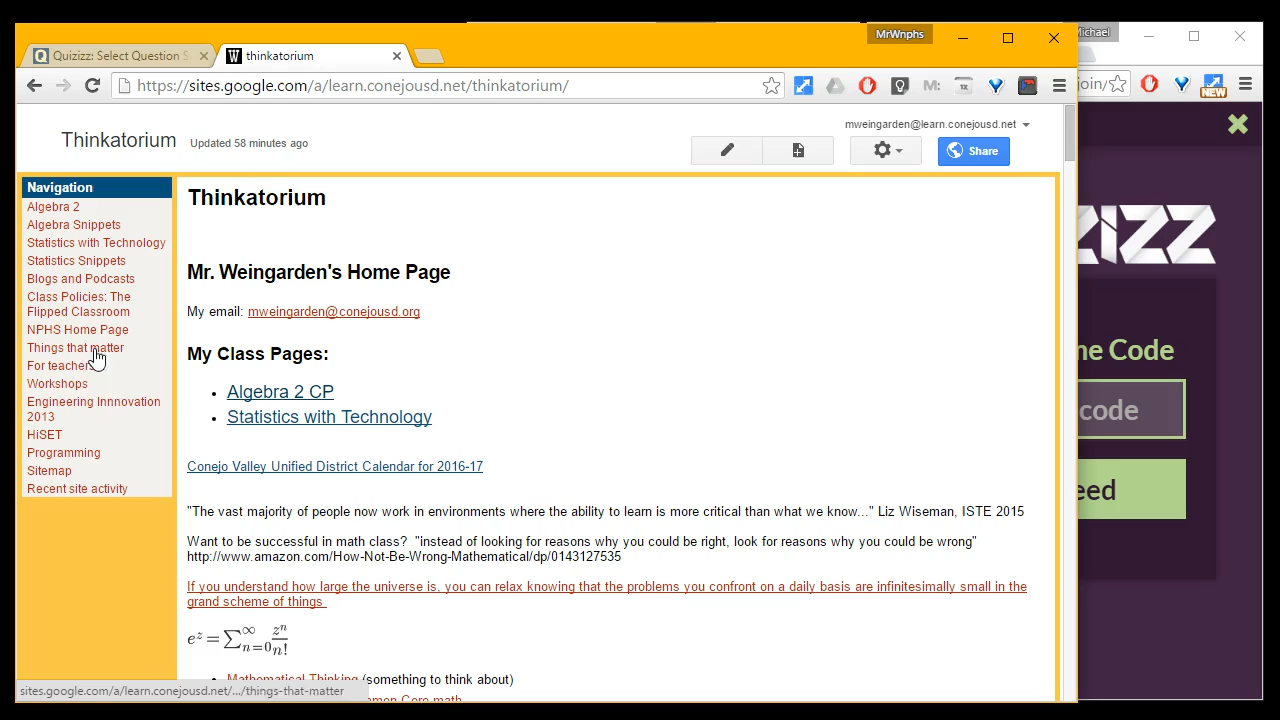 MrWnphs
Michael
Quizizz: Select Question S
thinkatorium
https://sites.google.com/a/learn.conejousd.net/thinkatorium/
join/
NEW
Thinkatorium
Updated 58 minutes ago
mweingarden@learn.conejousd.net
Share
Navigation
Algebra 2
Algebra Snippets
Statistics with Technology
Statistics Snippets
Blogs and Podcasts
Class Policies: The
Flipped Classroom
NPHS Home Page
Things that matter
For teachers
Workshops
Engineering Innnovation
2013
HiSET
Programming
Sitemap
Recent site activity
Thinkatorium
Mr. Weingarden's Home Page
My email: mweingarden@conejousd.org
My Class Pages:
• Algebra 2 CP
• Statistics with Technology
Conejo Valley Unified District Calendar for 2016-17
"The vast majority of people now work in environments where the ability to learn is more critical than what we know..." Liz Wiseman, ISTE 2015
Want to be successful in math class? "instead of looking for reasons why you could be right, look for reasons why you could be wrong"
http://www.amazon.com/How-Not-Be-Wrong-Mathematical/dp/0143127535
If you understand how large the universe is, you can relax knowing that the problems you confront on a daily basis are infinitesimally small in the
grand scheme of things
e^z = ∑_{n=0}^∞ z^n/n!
• Mathematical Thinking (something to think about)
Common Core math
sites.google.com/a/learn.conejousd.net/.../things-that-matter
ZIZZ
ne Code
code
eed